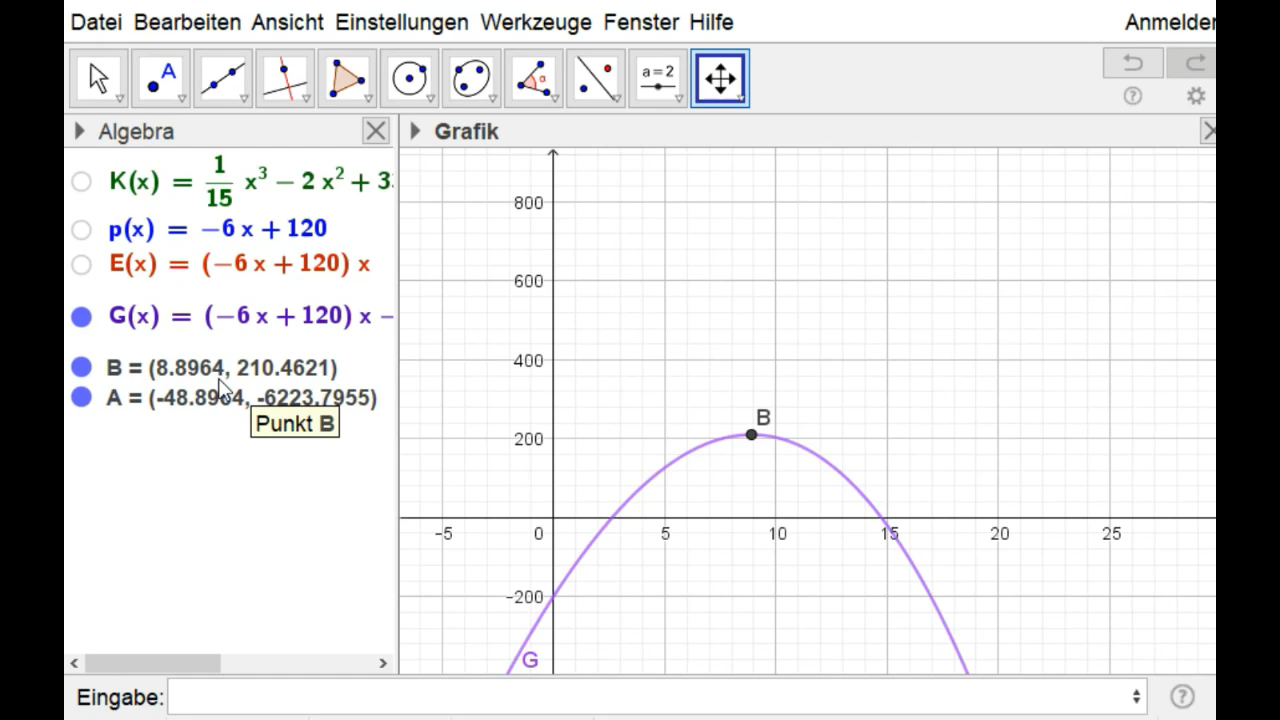 Datei Bearbeiten Ansicht Einstellungen Werkzeuge Fenster Hilfe Anmelder
A α a=2
Algebra
Grafik
K(x) = 1/15 x³ − 2 x² + 3
p(x) = −6 x + 120
E(x) = (−6 x + 120) x
G(x) = (−6 x + 120) x −
B = (8.8964, 210.4621)
A = (-48.8964, -6223.7955)
Punkt B
800
600
400
200
-200
−5 0 5 10 15 20 25
B
G
Eingabe: